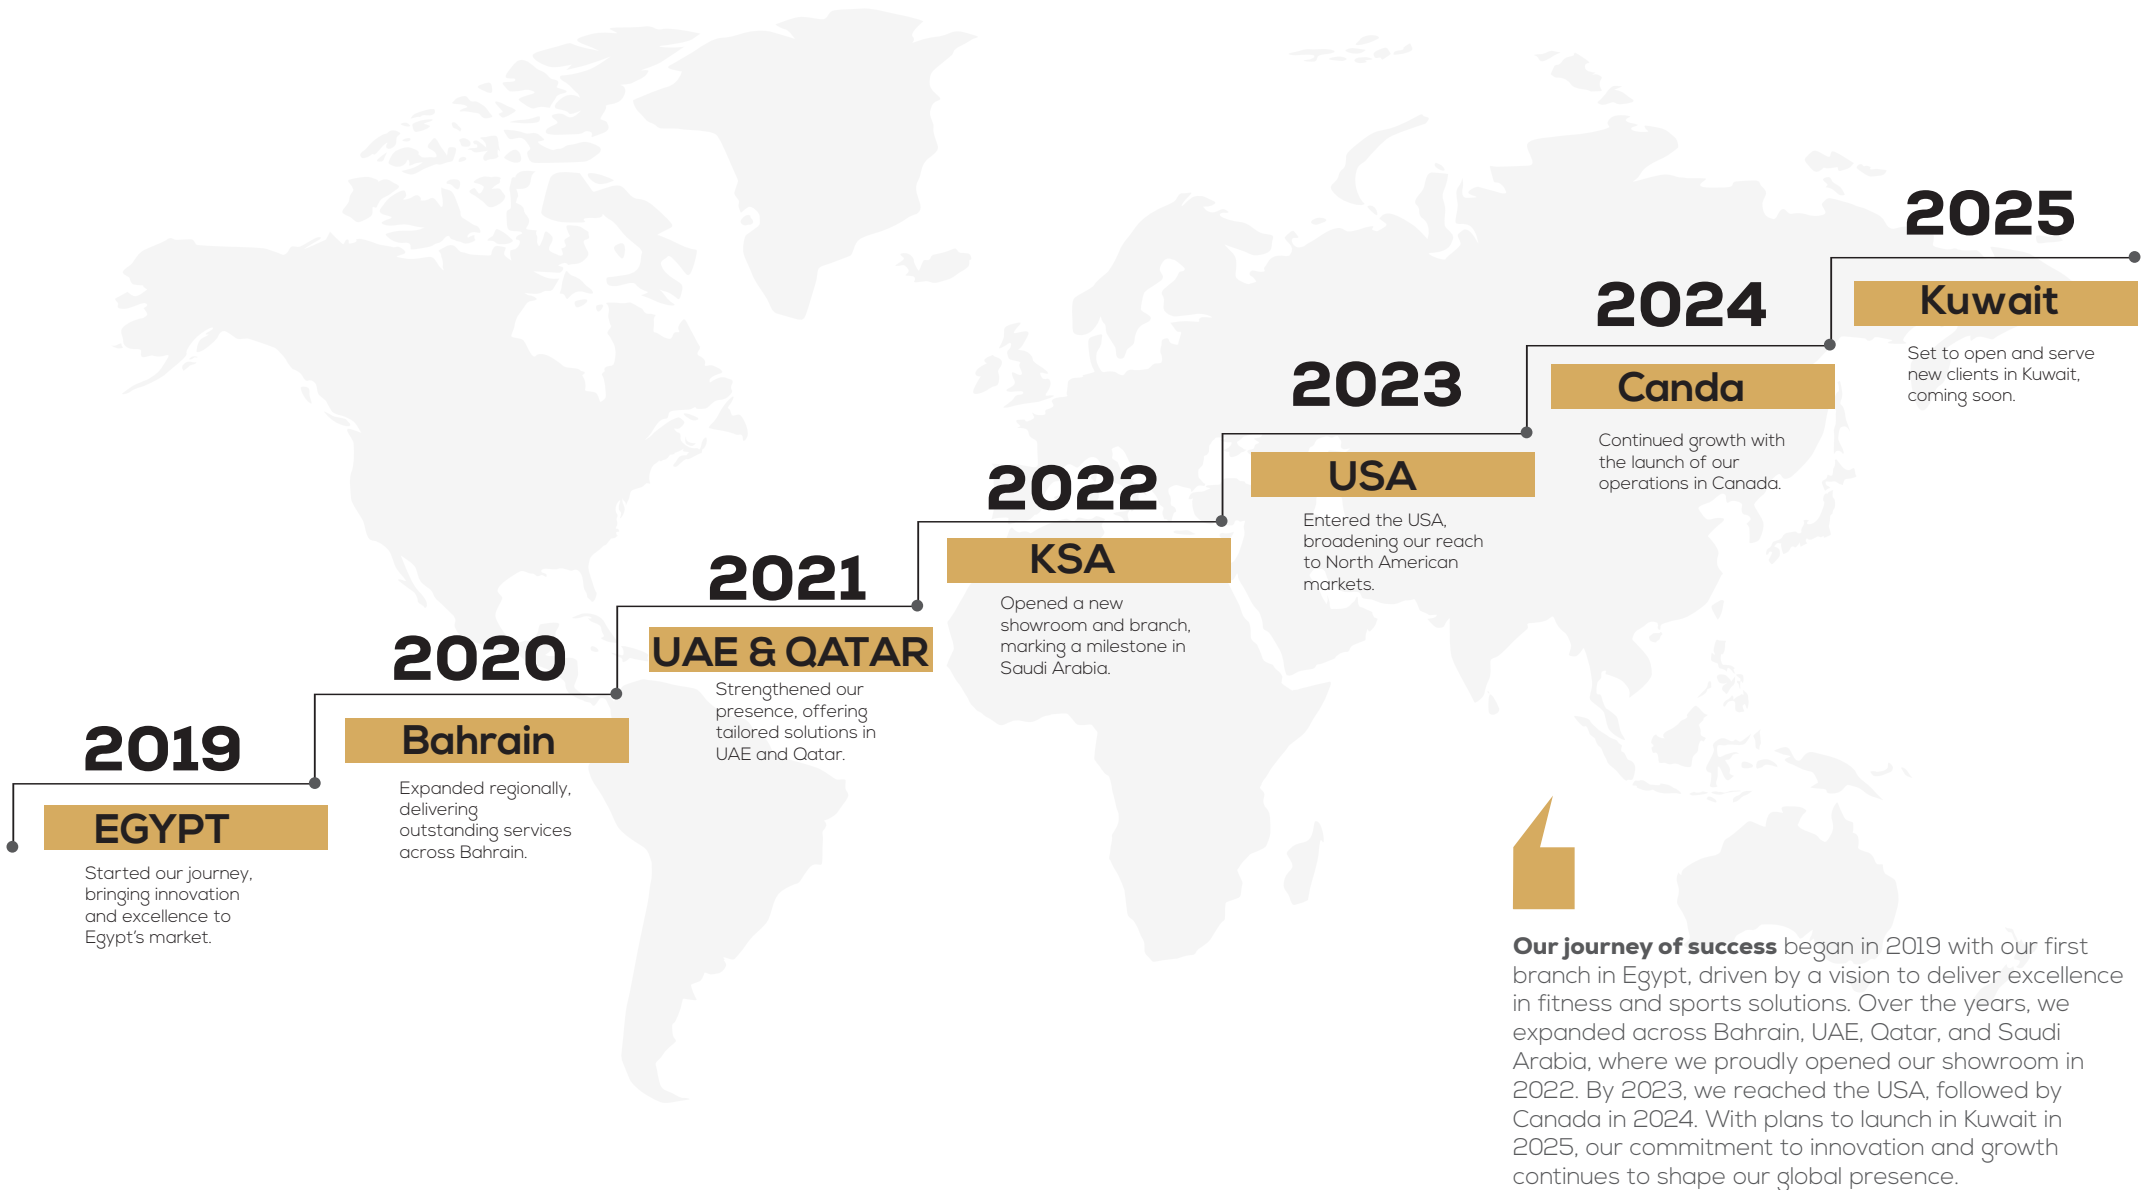 2019
EGYPT
Started our journey,
bringing innovation
and excellence to
Egypt's market.
2020
Bahrain
Expanded regionally,
delivering
outstanding services
across Bahrain.
2021
UAE & QATAR
Strengthened our
presence, offering
tailored solutions in
UAE and Qatar.
2022
KSA
Opened a new
showroom and branch,
marking a milestone in
Saudi Arabia.
2023
USA
Entered the USA,
broadening our reach
to North American
markets.
2024
Canda
Continued growth with
the launch of our
operations in Canada.
2025
Kuwait
Set to open and serve
new clients in Kuwait,
coming soon.
Our journey of success began in 2019 with our first
branch in Egypt, driven by a vision to deliver excellence
in fitness and sports solutions. Over the years, we
expanded across Bahrain, UAE, Qatar, and Saudi
Arabia, where we proudly opened our showroom in
2022. By 2023, we reached the USA, followed by
Canada in 2024. With plans to launch in Kuwait in
2025, our commitment to innovation and growth
continues to shape our global presence.